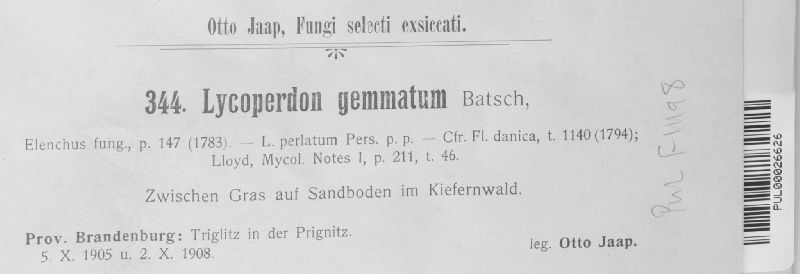 Otto Jaap, Fungi selecti exsiccati.
344. Lycoperdon gemmatum Batsch,
Elenchus fung., p. 147 (1783). — L. perlatum Pers. p. p. — Cfr. Fl. danica, t. 1140 (1794);
Lloyd, Mycol. Notes I, p. 211, t. 46.
Zwischen Gras auf Sandboden im Kiefernwald.
Prov. Brandenburg: Triglitz in der Prignitz.
5. X. 1905 u. 2. X. 1908.
leg. Otto Jaap.
PUL F-11198
PUL00026626